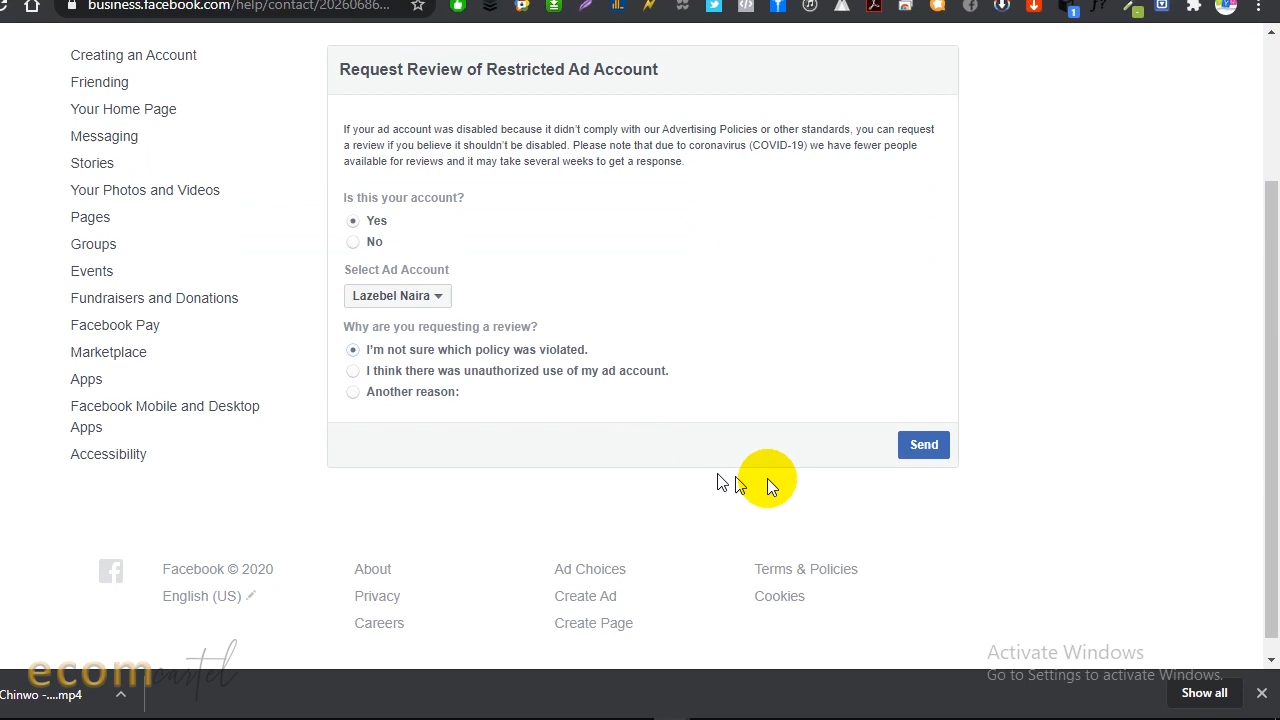 business.facebook.com/help/contact/20260686...
1
Creating an Account
Friending
Your Home Page
Messaging
Stories
Your Photos and Videos
Pages
Groups
Events
Fundraisers and Donations
Facebook Pay
Marketplace
Apps
Facebook Mobile and Desktop
Apps
Accessibility
Request Review of Restricted Ad Account
If your ad account was disabled because it didn't comply with our Advertising Policies or other standards, you can request
a review if you believe it shouldn't be disabled. Please note that due to coronavirus (COVID-19) we have fewer people
available for reviews and it may take several weeks to get a response.
Is this your account?
Yes
No
Select Ad Account
Lazebel Naira
Why are you requesting a review?
I'm not sure which policy was violated.
I think there was unauthorized use of my ad account.
Another reason:
Send
Facebook © 2020
English (US)
About
Privacy
Careers
Ad Choices
Create Ad
Create Page
Terms & Policies
Cookies
ecomcartel
Activate Windows
Go to Settings to activate Windows.
Chinwo -....mp4
Show all